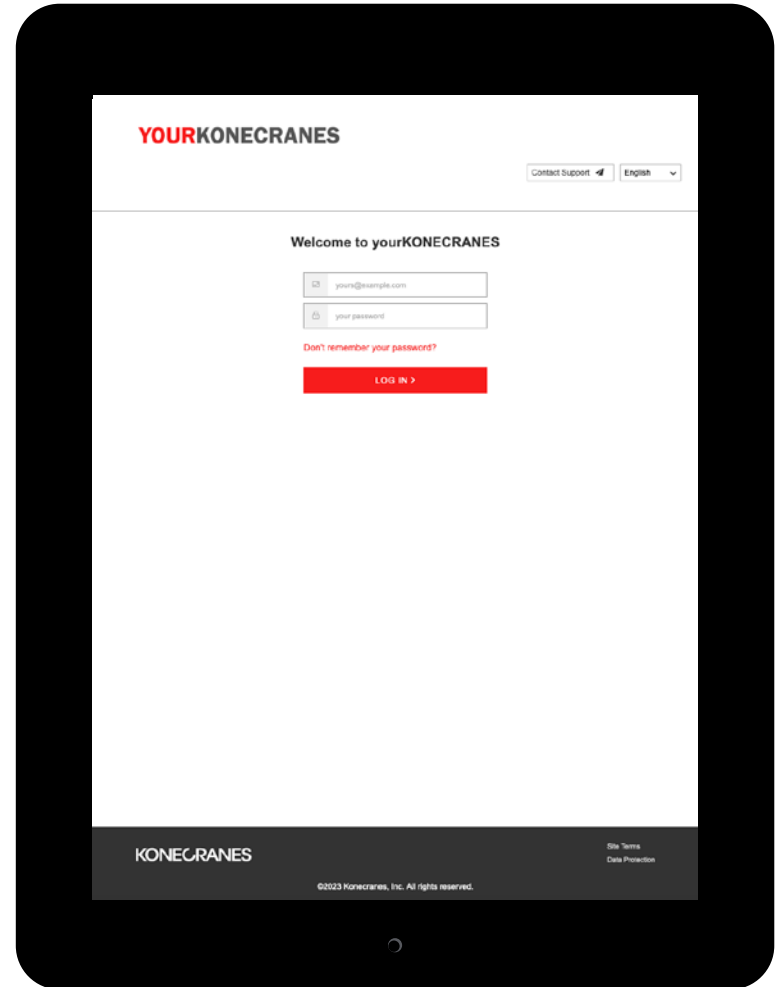 YOURKONECRANES
Contact Support
English
Welcome to yourKONECRANES
yours@example.com
your password
Don't remember your password?
LOG IN >
KONECRANES
Site Terms
Data Protection
©2023 Konecranes, Inc. All rights reserved.